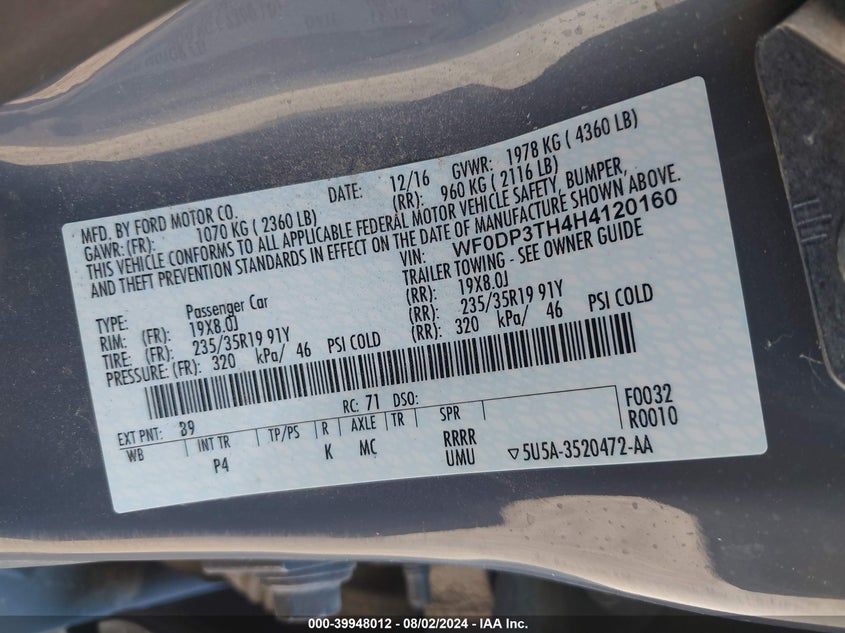 MFD. BY FORD MOTOR CO.
DATE: 12/16 GVWR: 1978 KG ( 4360 LB)
GAWR: (FR): 1070 KG ( 2360 LB) (RR): 960 KG ( 2116 LB)
THIS VEHICLE CONFORMS TO ALL APPLICABLE FEDERAL MOTOR VEHICLE SAFETY, BUMPER,
AND THEFT PREVENTION STANDARDS IN EFFECT ON THE DATE OF MANUFACTURE SHOWN ABOVE.
VIN: WF0DP3TH4H4120160
TYPE: Passenger Car TRAILER TOWING - SEE OWNER GUIDE
RIM: (FR): 19X8.0J (RR): 19X8.0J
TIRE: (FR): 235/35R19 91Y (RR): 235/35R19 91Y
PRESSURE: (FR): 320 kPa/ 46 PSI COLD (RR): 320 kPa/ 46 PSI COLD
EXT PNT: B9 RC: 71 DSO: F0032
WB INT TR TP/PS R AXLE TR SPR R0010
P4 K MC RRRR
UMU ▽5U5A-3520472-AA
000-39948012 - 08/02/2024 - IAA Inc.